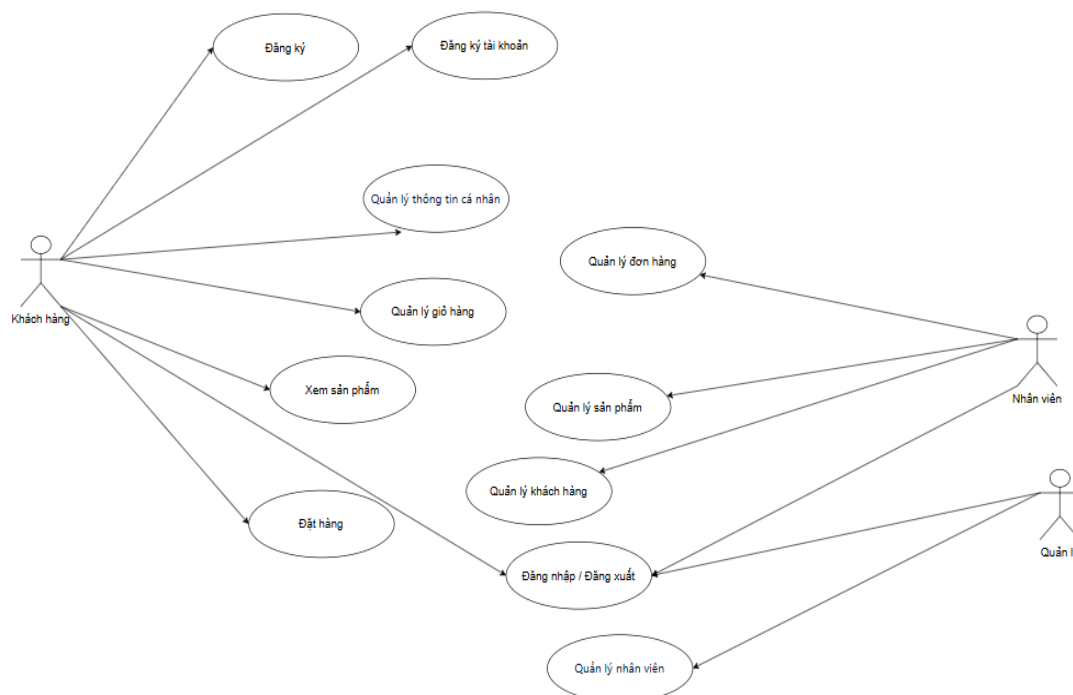 Đăng ký
Đăng ký tài khoản
Quản lý thông tin cá nhân
Quản lý đơn hàng
Quản lý giỏ hàng
Khách hàng
Xem sản phẩm
Nhân viên
Quản lý sản phẩm
Quản lý khách hàng
Đặt hàng
Quản l
Đăng nhập / Đăng xuất
Quản lý nhân viên